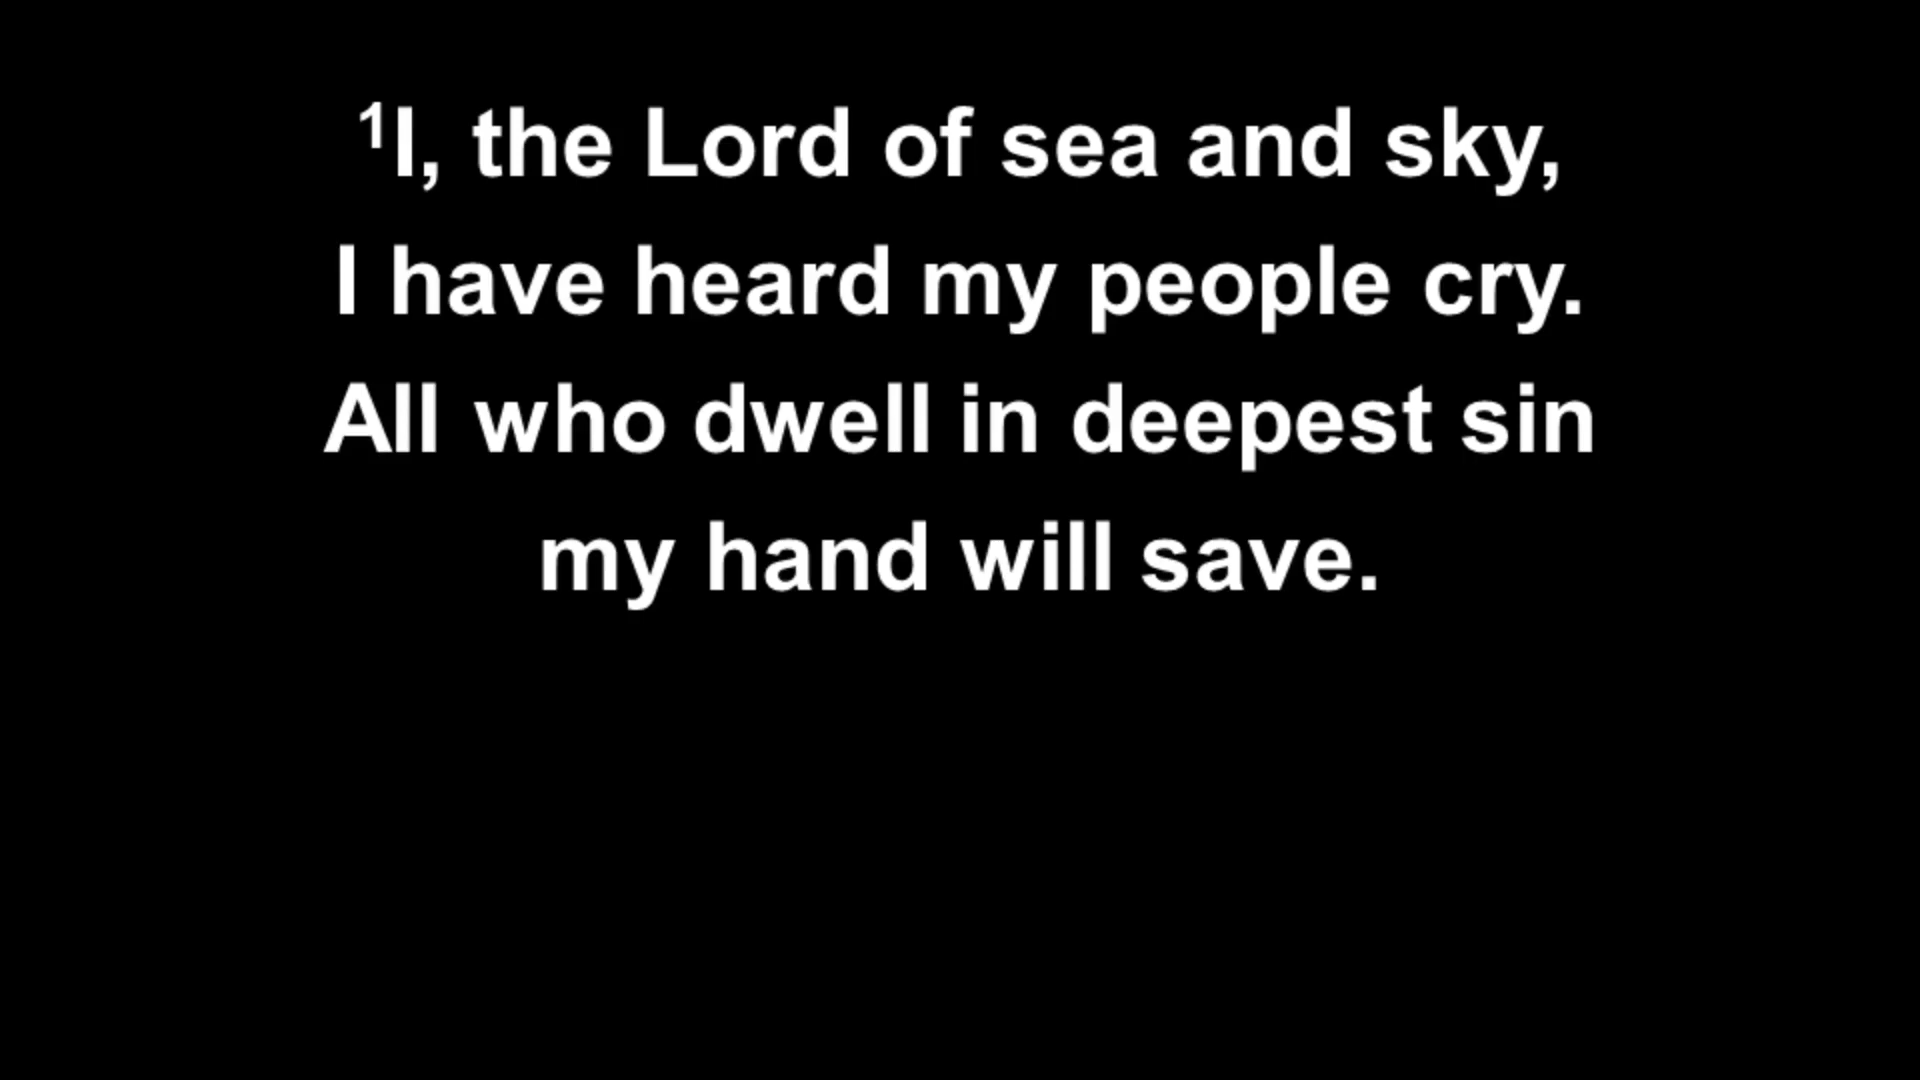 ¹I, the Lord of sea and sky,
I have heard my people cry.
All who dwell in deepest sin
my hand will save.